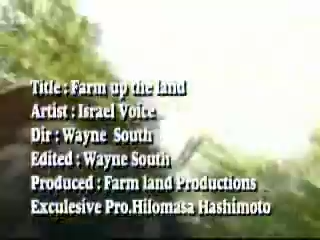 Title : Farm up the land
Artist : Israel Voice
Dir : Wayne South
Edited : Wayne South
Produced : Farm land Productions
Exculesive Pro.Hilomasa Hashimoto